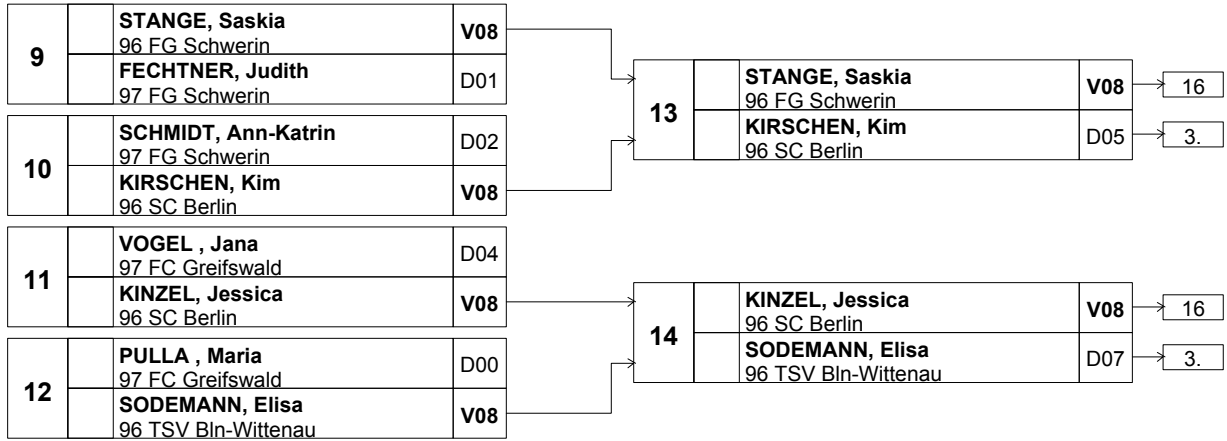 9
STANGE, Saskia
96 FG Schwerin
V08
FECHTNER, Judith
97 FG Schwerin
D01
10
SCHMIDT, Ann-Katrin
97 FG Schwerin
D02
KIRSCHEN, Kim
96 SC Berlin
V08
11
VOGEL , Jana
97 FC Greifswald
D04
KINZEL, Jessica
96 SC Berlin
V08
12
PULLA , Maria
97 FC Greifswald
D00
SODEMANN, Elisa
96 TSV Bln-Wittenau
V08
13
STANGE, Saskia
96 FG Schwerin
V08
16
KIRSCHEN, Kim
96 SC Berlin
D05
3.
14
KINZEL, Jessica
96 SC Berlin
V08
16
SODEMANN, Elisa
96 TSV Bln-Wittenau
D07
3.